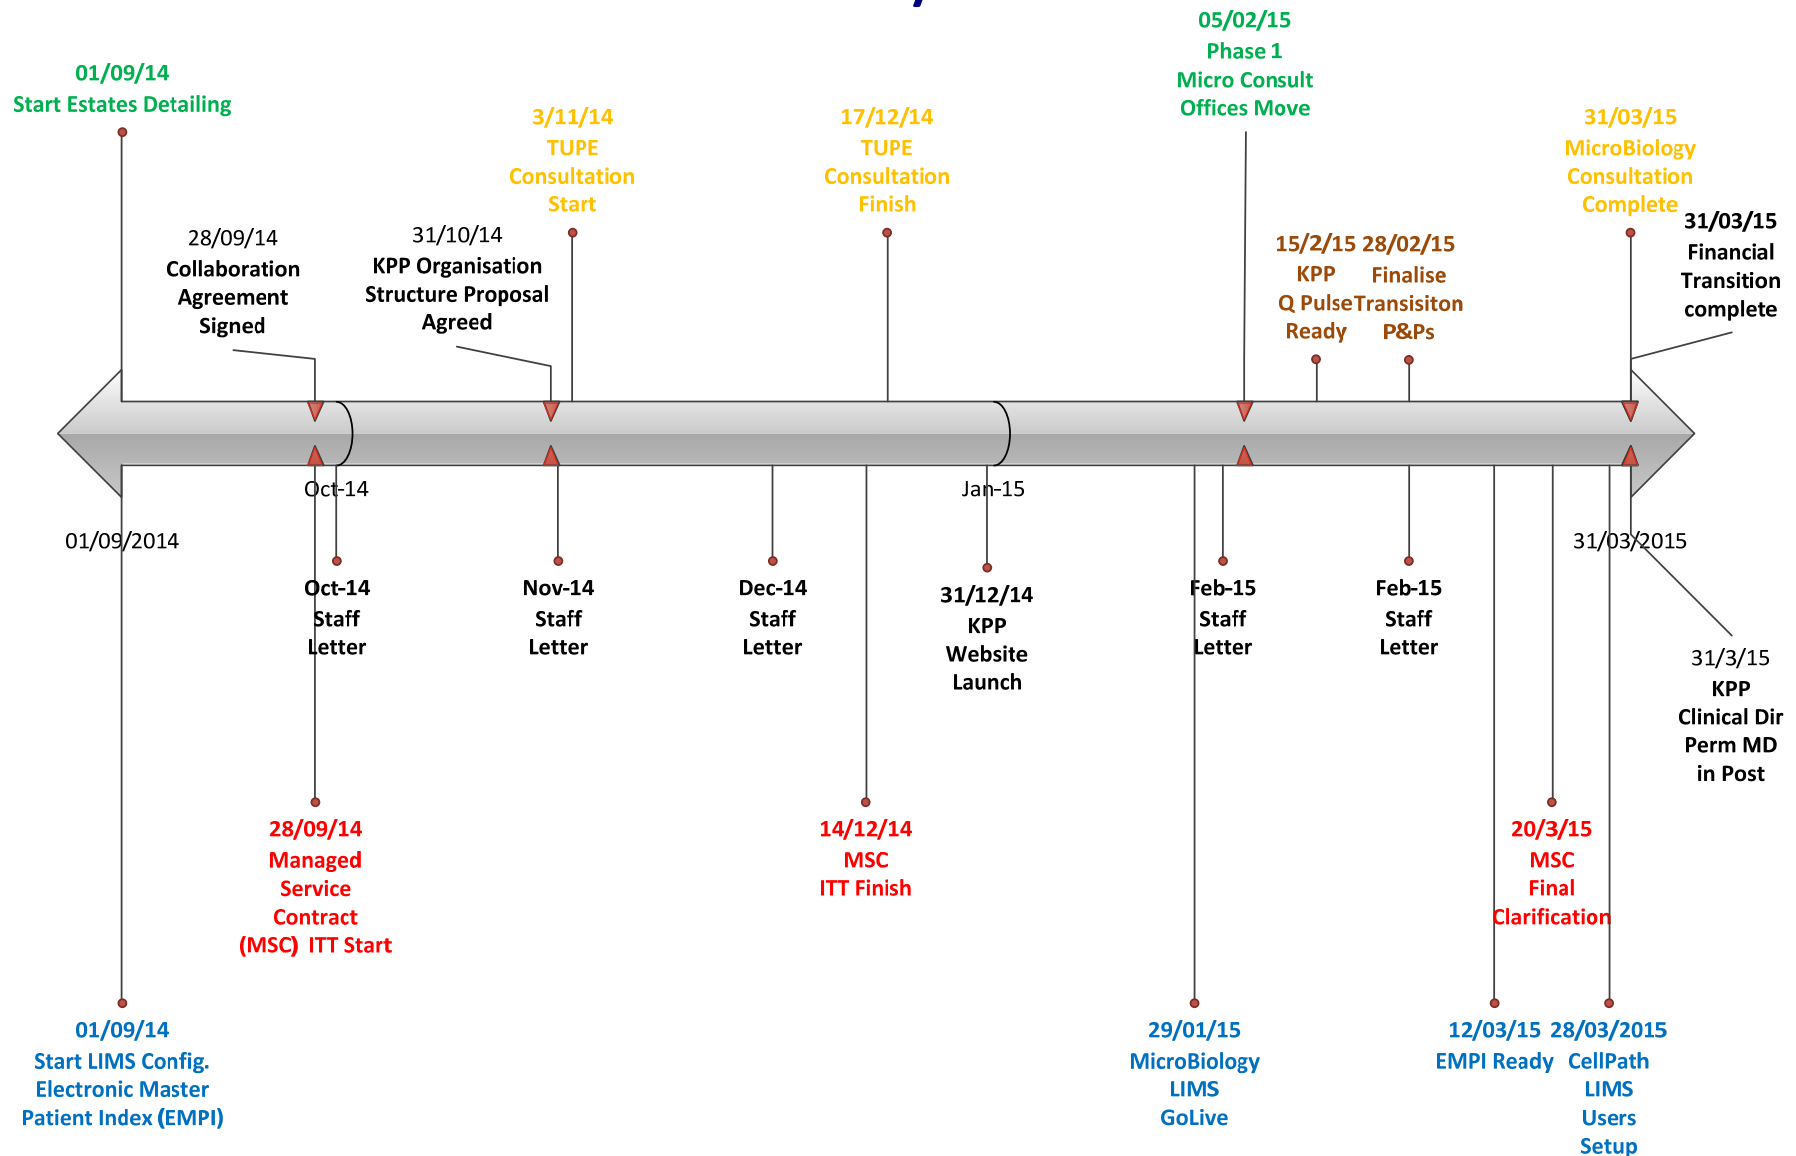 05/02/15
Phase 1
Micro Consult
Offices Move
01/09/14
Start Estates Detailing
3/11/14
TUPE
Consultation
Start
17/12/14
TUPE
Consultation
Finish
31/03/15
MicroBiology
Consultation
Complete
28/09/14
Collaboration
Agreement
Signed
31/10/14
KPP Organisation
Structure Proposal
Agreed
15/2/15
KPP
Q Pulse
Ready
28/02/15
Finalise
Transisiton
P&Ps
31/03/15
Financial
Transition
complete
Oct-14
Jan-15
01/09/2014
31/03/2015
Oct-14
Staff
Letter
Nov-14
Staff
Letter
Dec-14
Staff
Letter
31/12/14
KPP
Website
Launch
Feb-15
Staff
Letter
Feb-15
Staff
Letter
31/3/15
KPP
Clinical Dir
Perm MD
in Post
28/09/14
Managed
Service
Contract
(MSC) ITT Start
14/12/14
MSC
ITT Finish
20/3/15
MSC
Final
Clarification
01/09/14
Start LIMS Config.
Electronic Master
Patient Index (EMPI)
29/01/15
MicroBiology
LIMS
GoLive
12/03/15
EMPI Ready
28/03/2015
CellPath
LIMS
Users
Setup